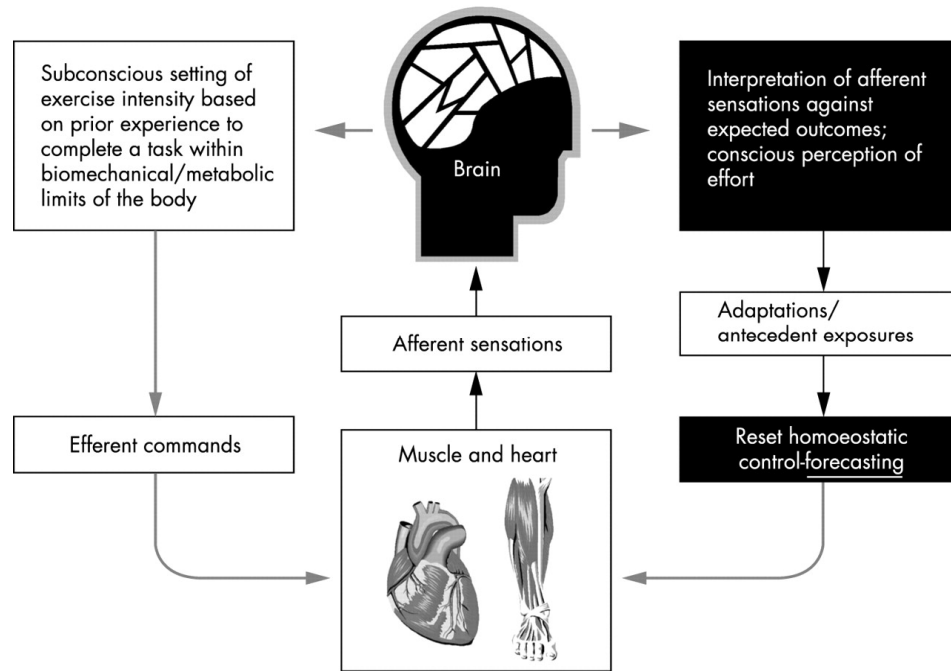 Subconscious setting of
exercise intensity based
on prior experience to
complete a task within
biomechanical/metabolic
limits of the body
Brain
Interpretation of afferent
sensations against
expected outcomes;
conscious perception of
effort
Afferent sensations
Adaptations/
antecedent exposures
Efferent commands
Muscle and heart
Reset homoeostatic
control-forecasting